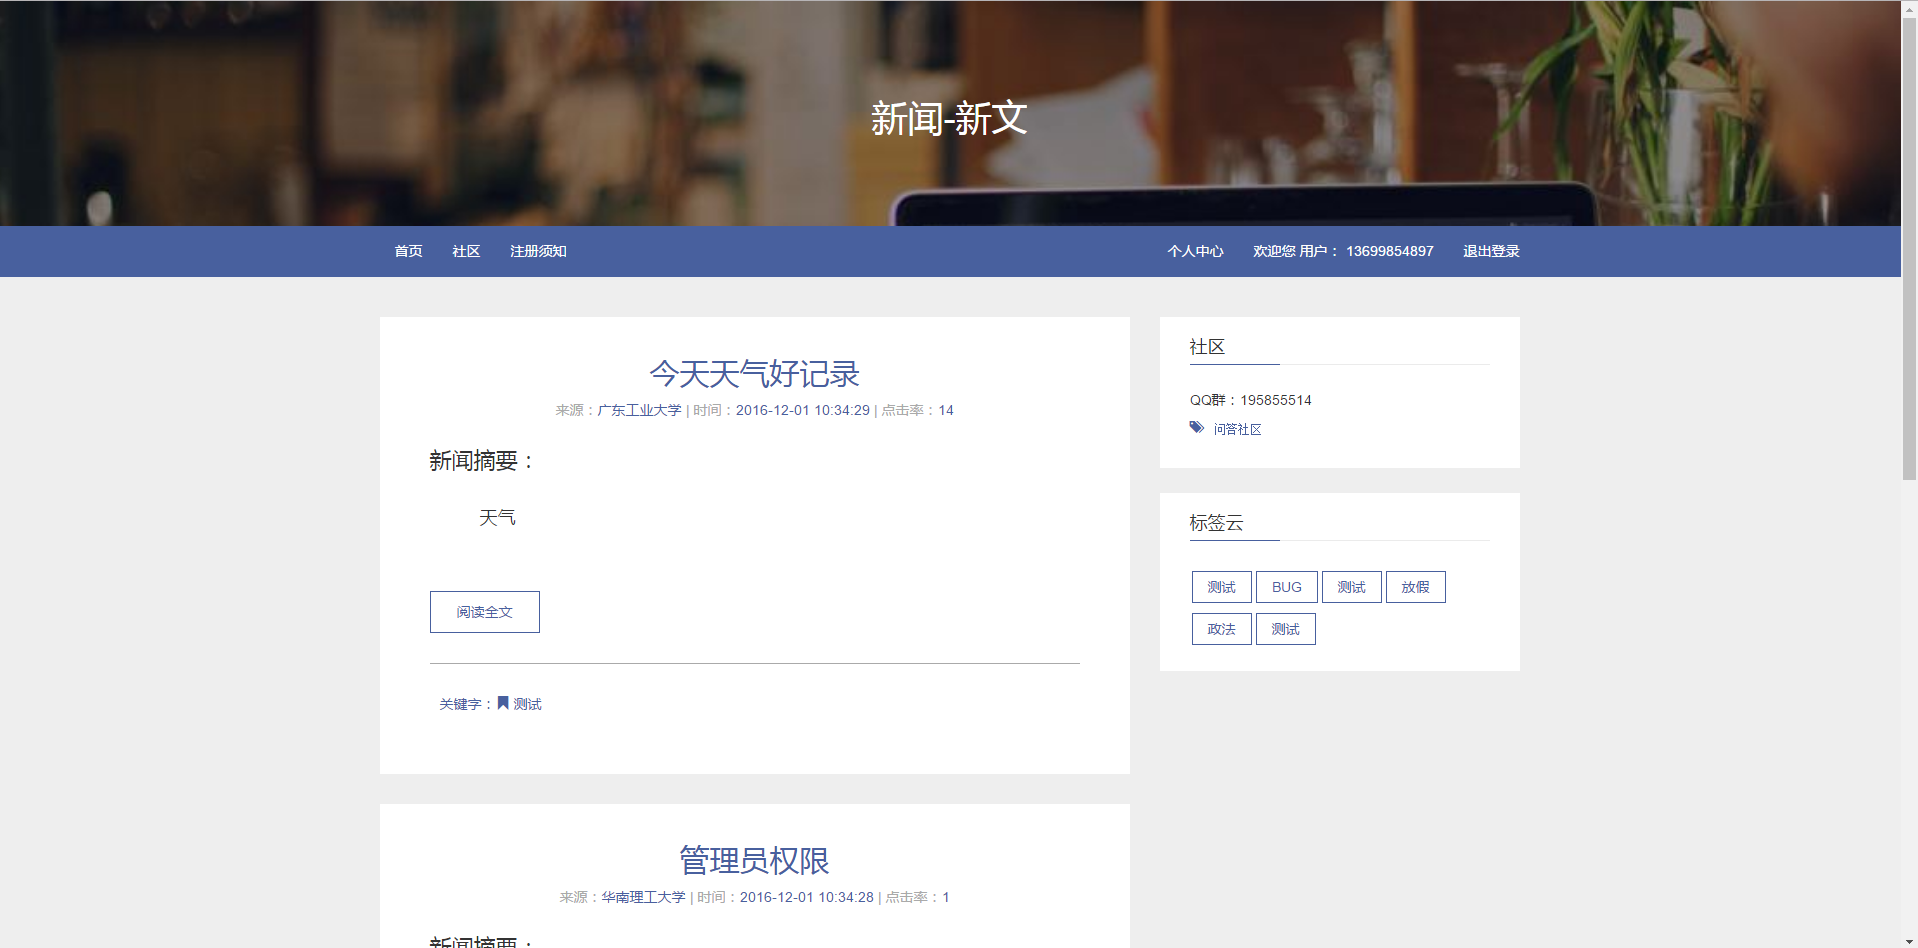 新闻-新文
首页 社区 注册须知 个人中心 欢迎您 用户： 13699854897 退出登录
今天天气好记录
来源：广东工业大学 | 时间：2016-12-01 10:34:29 | 点击率：14
新闻摘要：
天气
阅读全文
关键字： 测试
管理员权限
来源：华南理工大学 | 时间：2016-12-01 10:34:28 | 点击率：1
新闻摘要：
社区
QQ群：195855514
问答社区
标签云
测试 BUG 测试 放假
政法 测试